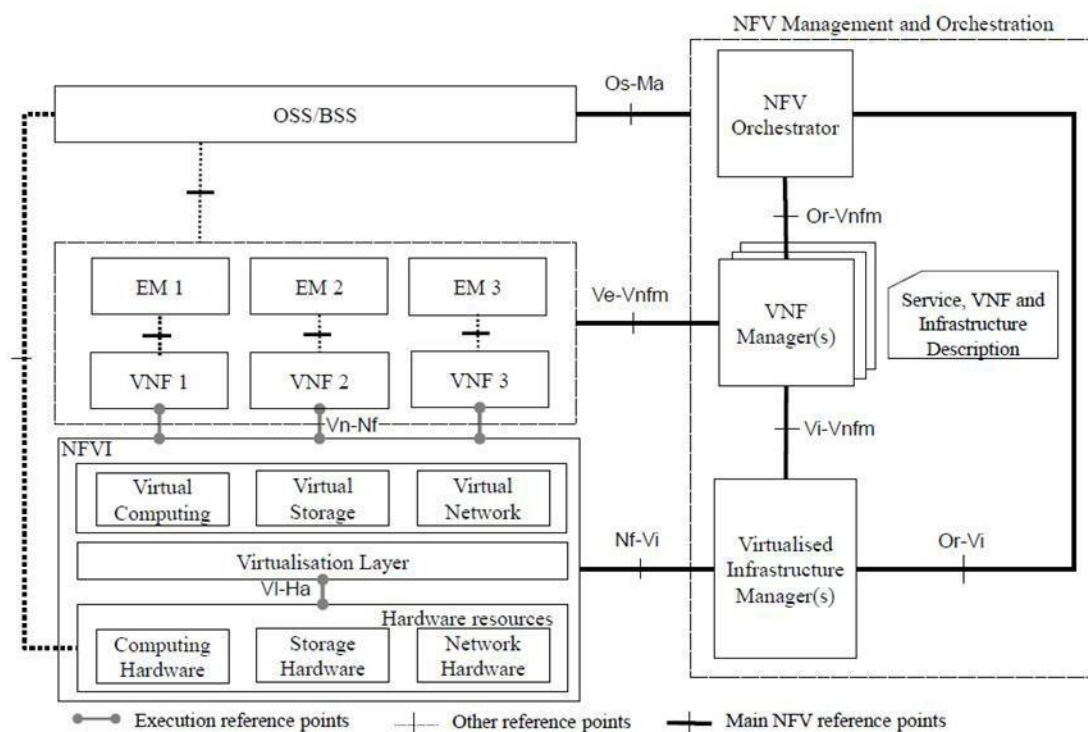 NFV Management and Orchestration
Os-Ma
OSS/BSS
NFV
Orchestrator
Or-Vnfm
EM 1
EM 2
EM 3
Ve-Vnfm
VNF
Manager(s)
Service, VNF and
Infrastructure
Description
VNF 1
VNF 2
VNF 3
Vn-Nf
Vi-Vnfm
NFVI
Virtual
Computing
Virtual
Storage
Virtual
Network
Nf-Vi
Virtualised
Infrastructure
Manager(s)
Or-Vi
Virtualisation Layer
Vl-Ha
Hardware resources
Computing
Hardware
Storage
Hardware
Network
Hardware
Execution reference points
Other reference points
Main NFV reference points